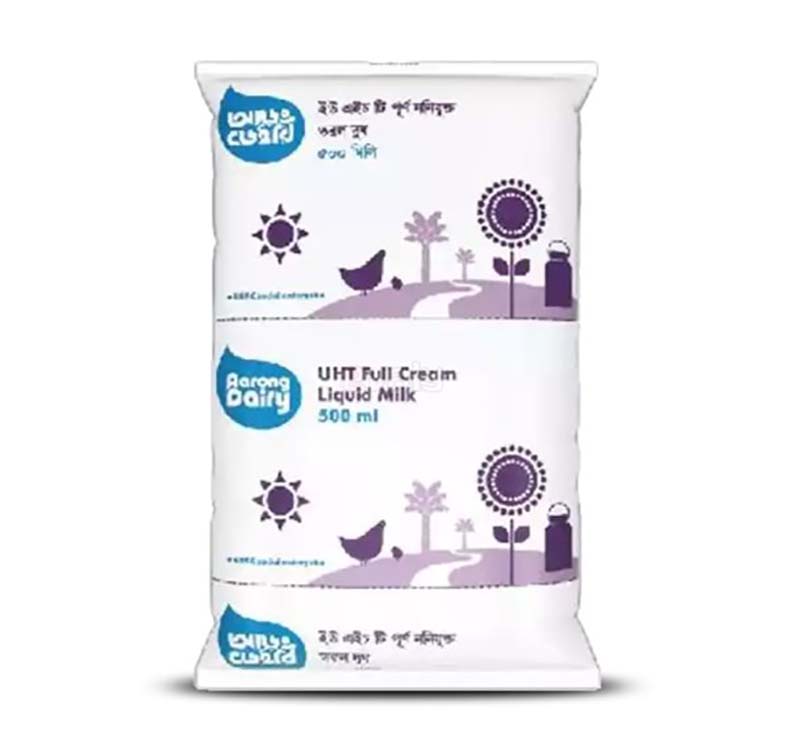 আড়ং
ডেইরি
ইউ এইচ টি পূর্ণ ননিযুক্ত
তরল দুধ
৫০০ মিলি
Aarong
Dairy
UHT Full Cream
Liquid Milk
500 ml
আড়ং
ডেইরি
ইউ এইচ টি পূর্ণ ননিযুক্ত
তরল দুধ